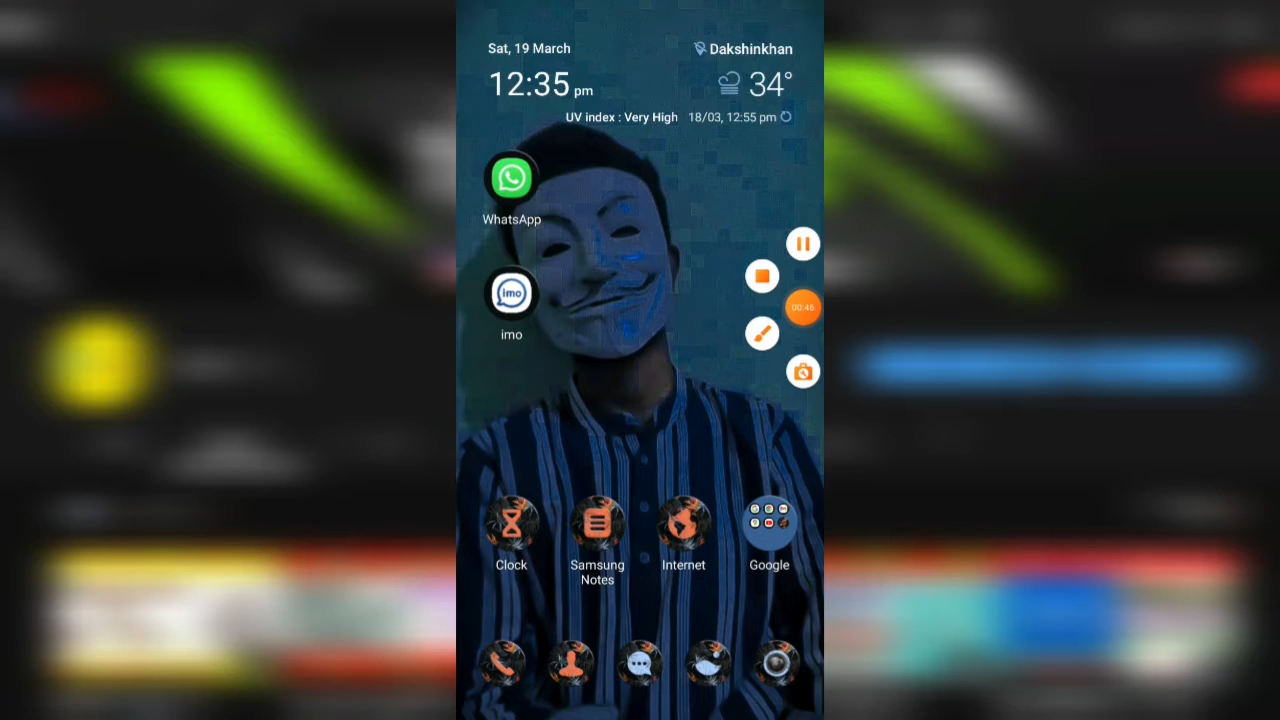 Sat, 19 March
Dakshinkhan
12:35 pm
34°
UV index : Very High 18/03, 12:55 pm
WhatsApp
imo
imo
00:46
Clock
Samsung
Notes
Internet
Google